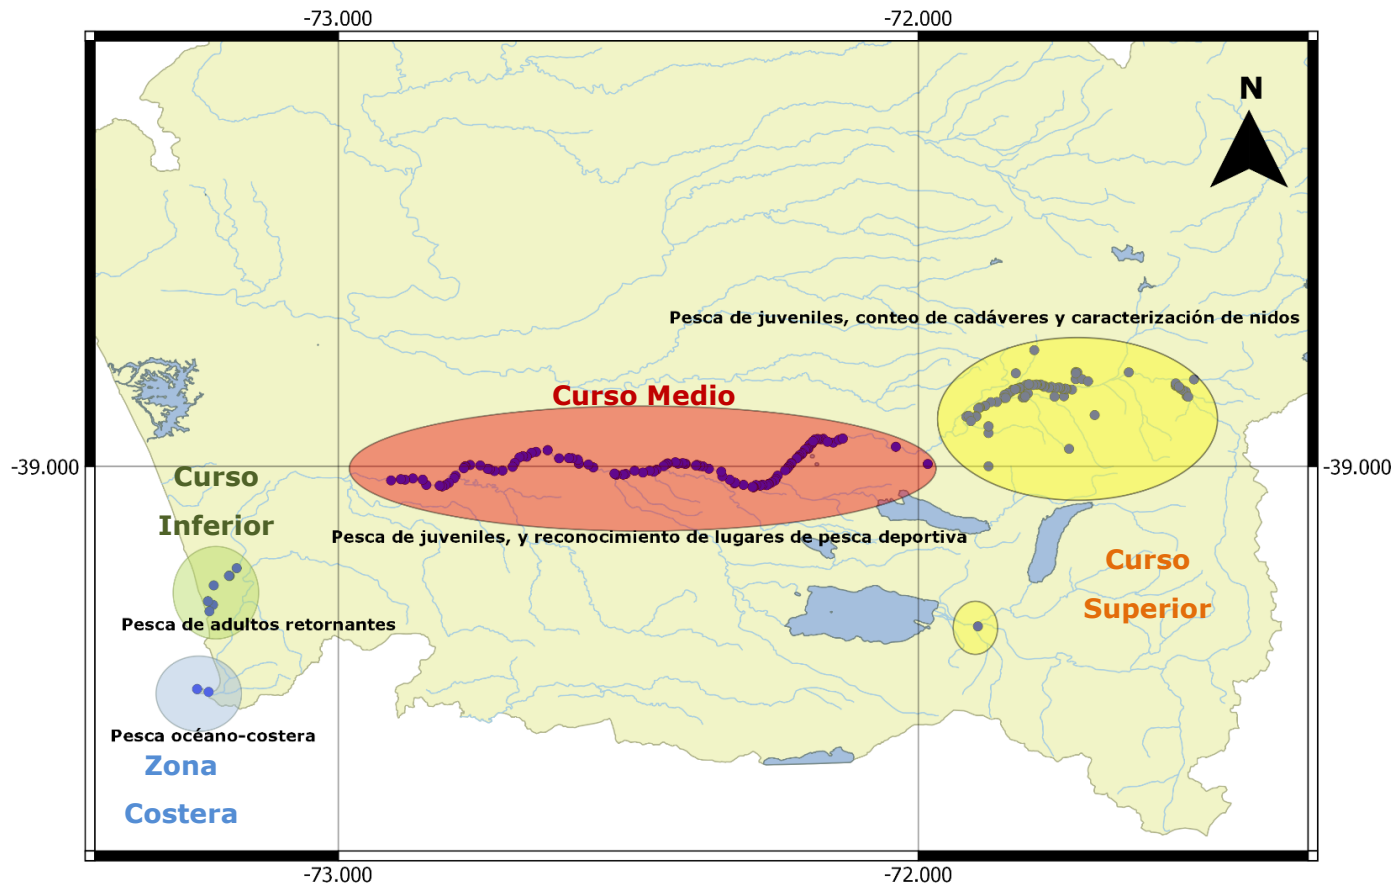 -73.000
-72.000
N
Pesca de juveniles, conteo de cadáveres y caracterización de nidos
Curso Medio
-39.000
-39.000
Curso
Inferior
Pesca de juveniles, y reconocimiento de lugares de pesca deportiva
Curso
Superior
Pesca de adultos retornantes
Pesca océano-costera
Zona
Costera
-73.000
-72.000